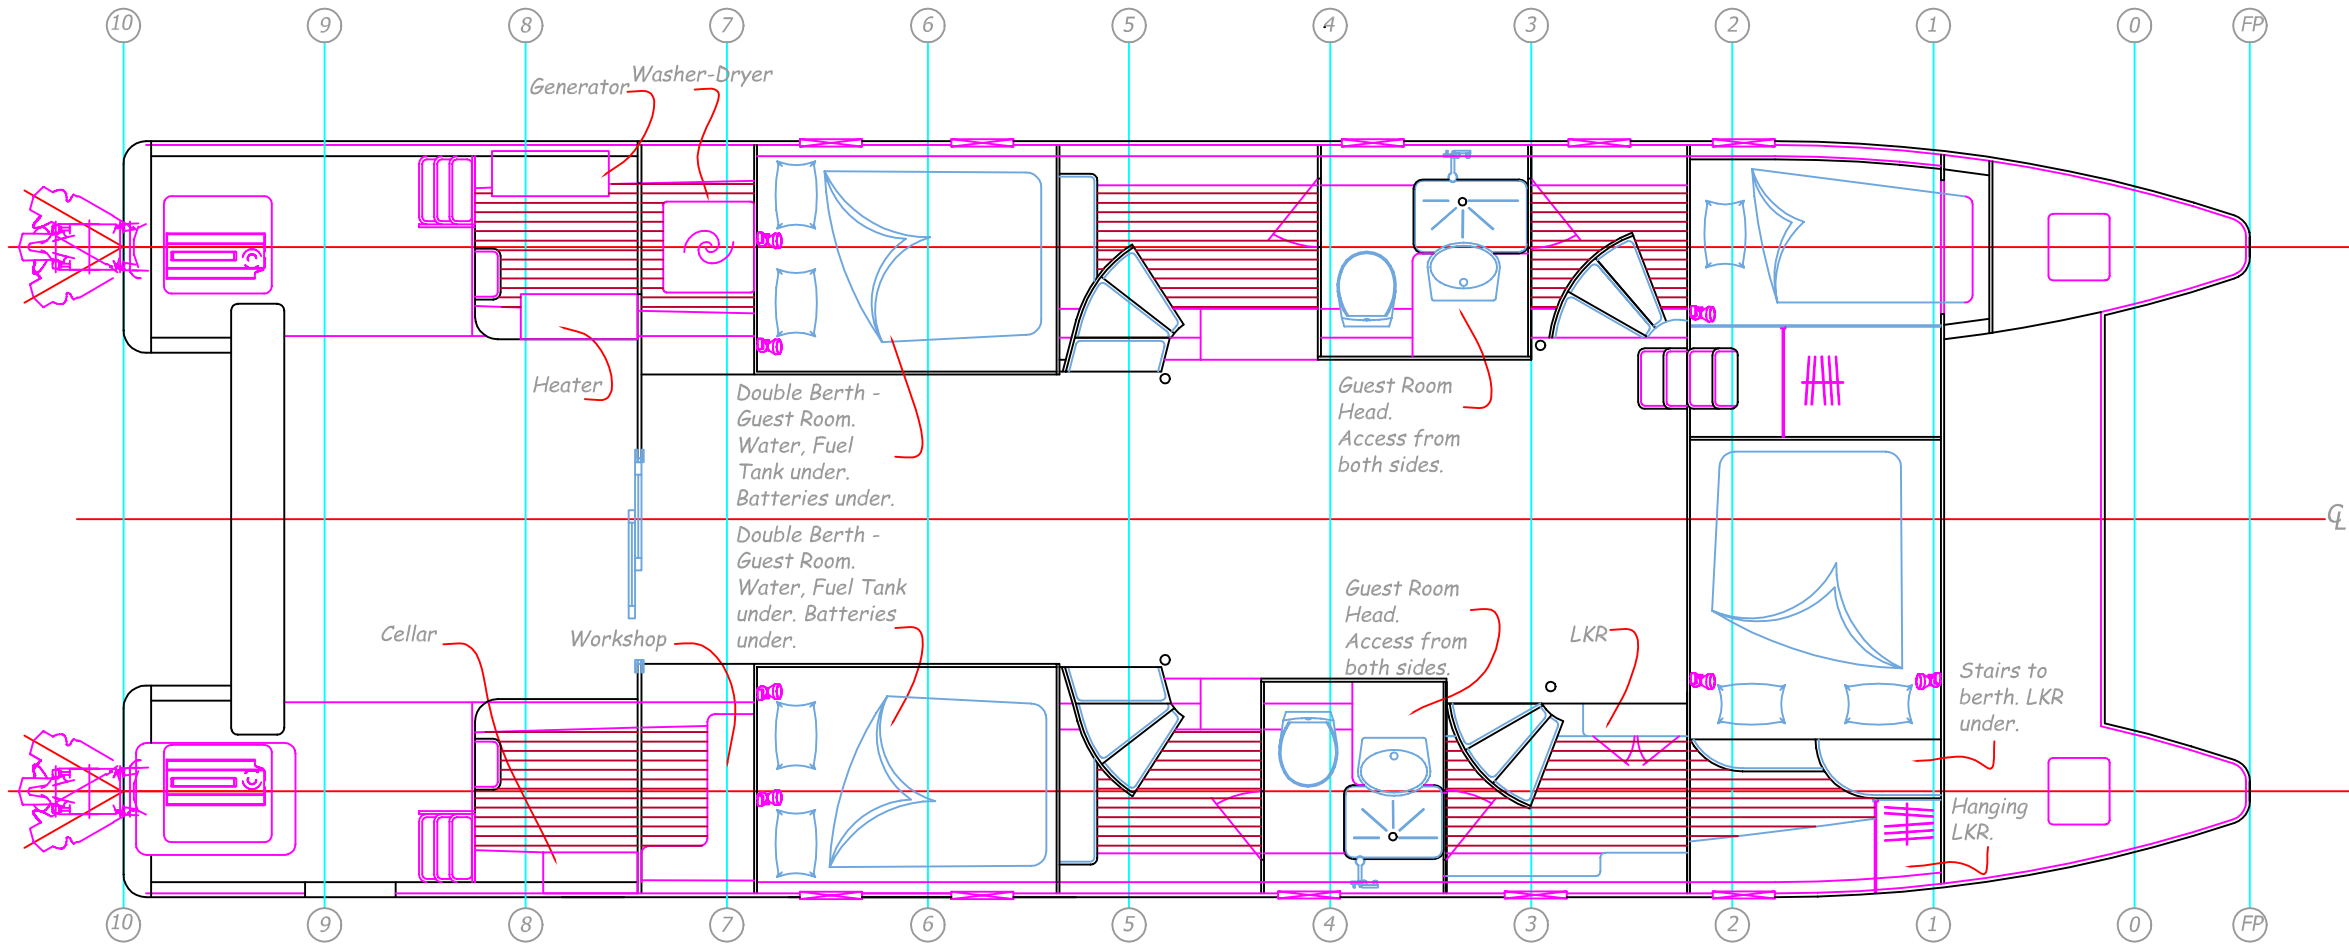 10 9 8 7 6 5 4 3 2 1 0 FP
Washer-Dryer
Generator
Heater
Double Berth -
Guest Room.
Water, Fuel
Tank under.
Batteries under.
Guest Room
Head.
Access from
both sides.
CL
Double Berth -
Guest Room.
Water, Fuel Tank
under. Batteries
under.
Cellar
Workshop
Guest Room
Head.
Access from
both sides.
LKR
Stairs to
berth. LKR
under.
Hanging
LKR.
10 9 8 7 6 5 4 3 2 1 0 FP